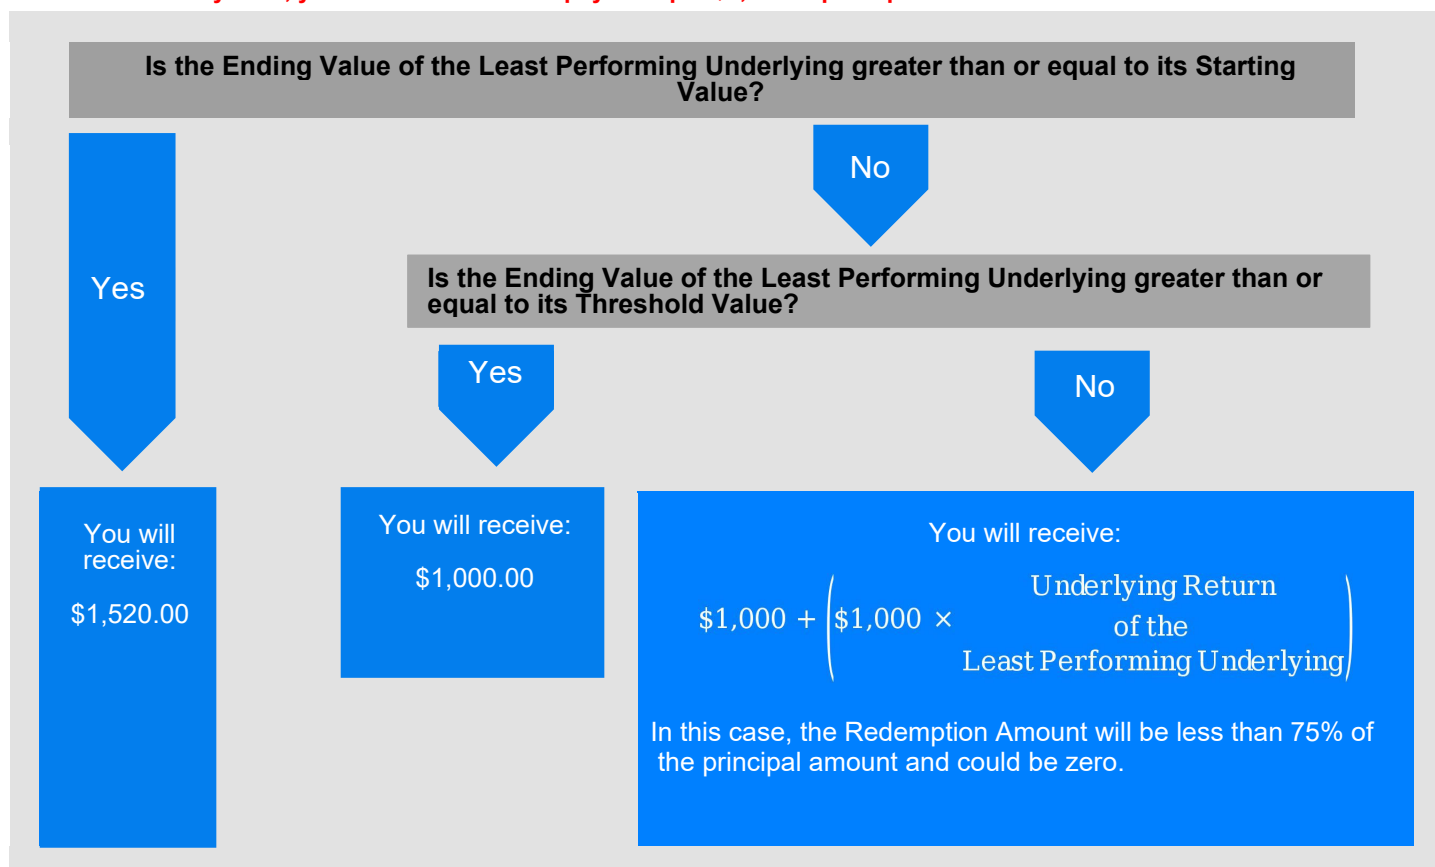 Is the Ending Value of the Least Performing Underlying greater than or equal to its Starting
Value?
No
Yes
Is the Ending Value of the Least Performing Underlying greater than or
equal to its Threshold Value?
Yes
No
You will
receive:
$1,520.00
You will receive:
$1,000.00
You will receive:
$1,000 + ($1,000 × Underlying Return
of the
Least Performing Underlying)
In this case, the Redemption Amount will be less than 75% of
the principal amount and could be zero.